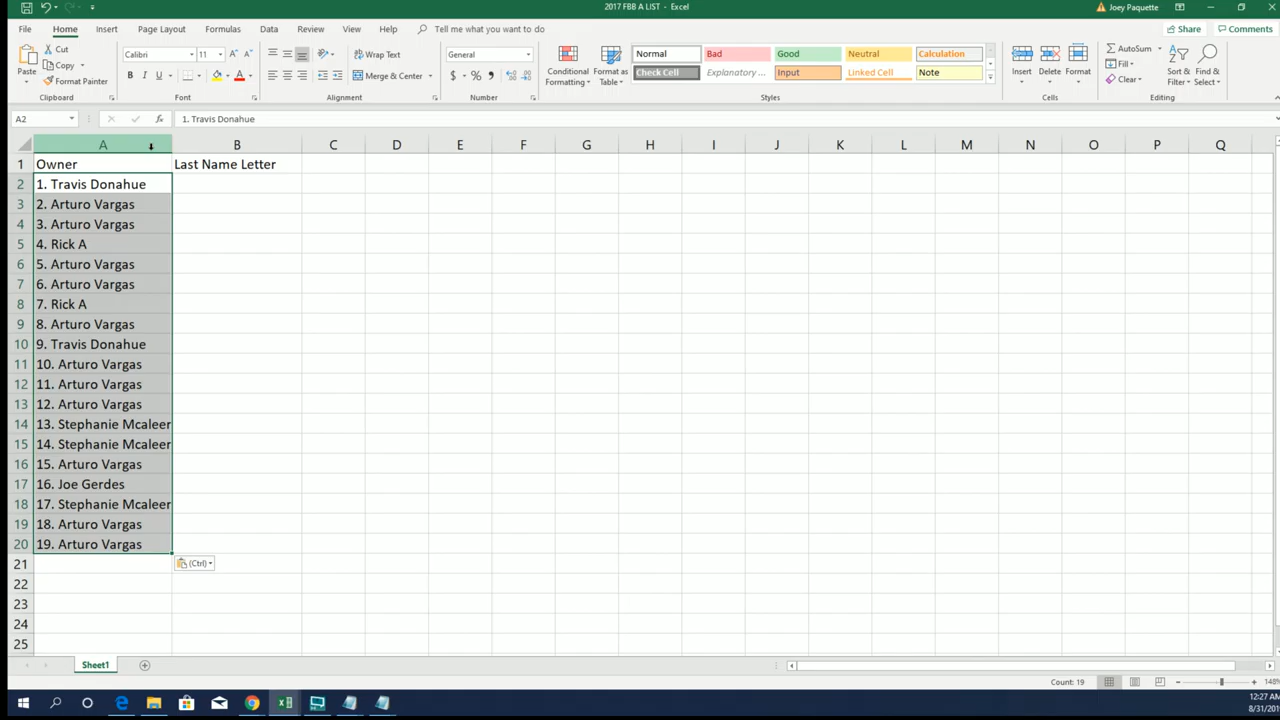 2017 FBB A LIST - Excel
Joey Paquette
File Home Insert Draw Page Layout Formulas Data Review View Help Tell me what you want to do
Share Comments
Paste
Cut
Copy
Format Painter
Clipboard
Calibri 11
B I U
Font
Wrap Text
Merge & Center
Alignment
General
$ % ,
Number
Conditional Formatting
Format as Table
Normal Bad Good Neutral Calculation
Check Cell Explanatory ... Input Linked Cell Note
Styles
Insert Delete Format
Cells
AutoSum
Fill
Clear
Sort & Filter
Find & Select
Editing
A2 fx 1. Travis Donahue
A B C D E F G H I J K L M N O P Q
1 Owner Last Name Letter
2 1. Travis Donahue
3 2. Arturo Vargas
4 3. Arturo Vargas
5 4. Rick A
6 5. Arturo Vargas
7 6. Arturo Vargas
8 7. Rick A
9 8. Arturo Vargas
10 9. Travis Donahue
11 10. Arturo Vargas
12 11. Arturo Vargas
13 12. Arturo Vargas
14 13. Stephanie Mcaleer
15 14. Stephanie Mcaleer
16 15. Arturo Vargas
17 16. Joe Gerdes
18 17. Stephanie Mcaleer
19 18. Arturo Vargas
20 19. Arturo Vargas
21 (Ctrl)
22
23
24
25
Sheet1
Count: 19
148%
12:27 AM
8/31/20